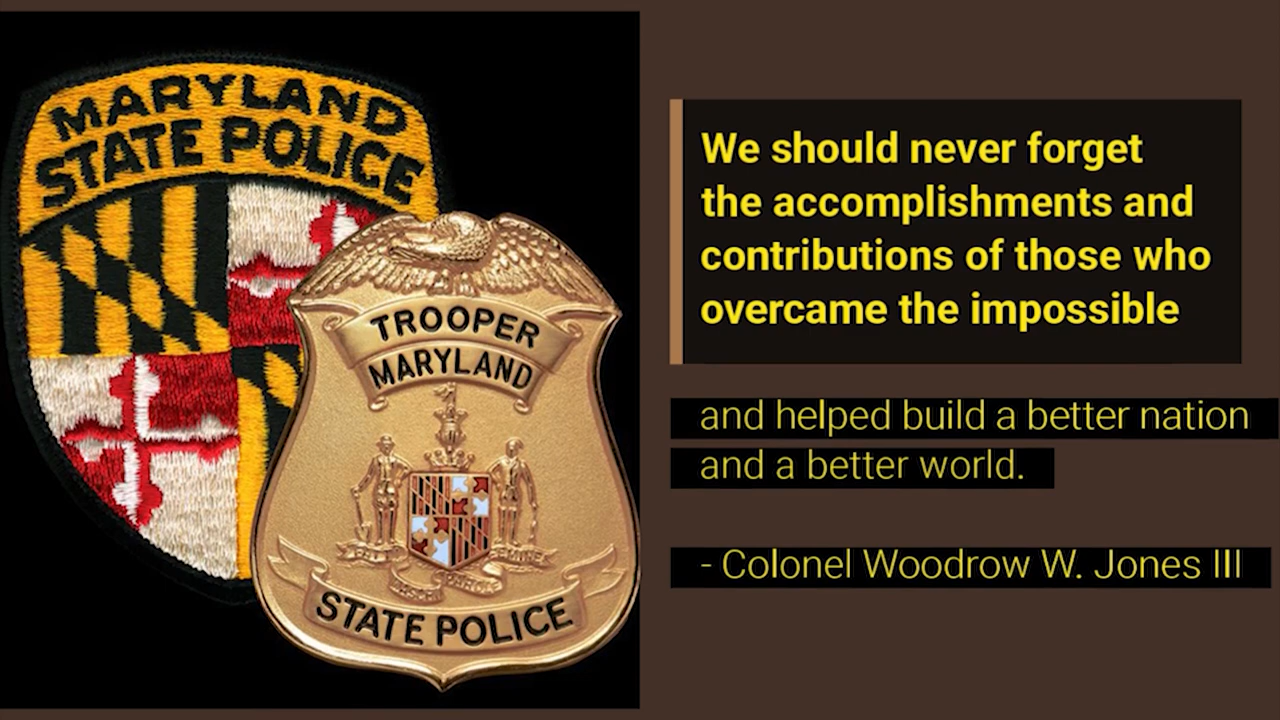 MARYLAND
STATE POLICE
TROOPER
MARYLAND
STATE POLICE
We should never forget
the accomplishments and
contributions of those who
overcame the impossible
and helped build a better nation
and a better world.
- Colonel Woodrow W. Jones III